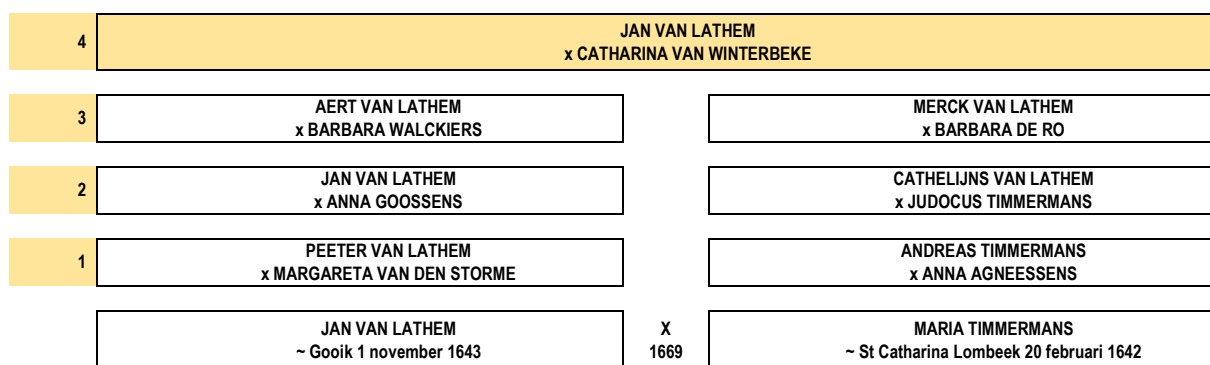 4
JAN VAN LATHEM
x CATHARINA VAN WINTERBEKE
3
AERT VAN LATHEM
x BARBARA WALCKIERS
MERCK VAN LATHEM
x BARBARA DE RO
2
JAN VAN LATHEM
x ANNA GOOSSENS
CATHELIJNS VAN LATHEM
x JUDOCUS TIMMERMANS
1
PEETER VAN LATHEM
x MARGARETA VAN DEN STORME
ANDREAS TIMMERMANS
x ANNA AGNEESSENS
JAN VAN LATHEM
~ Gooik 1 november 1643
X
1669
MARIA TIMMERMANS
~ St Catharina Lombeek 20 februari 1642